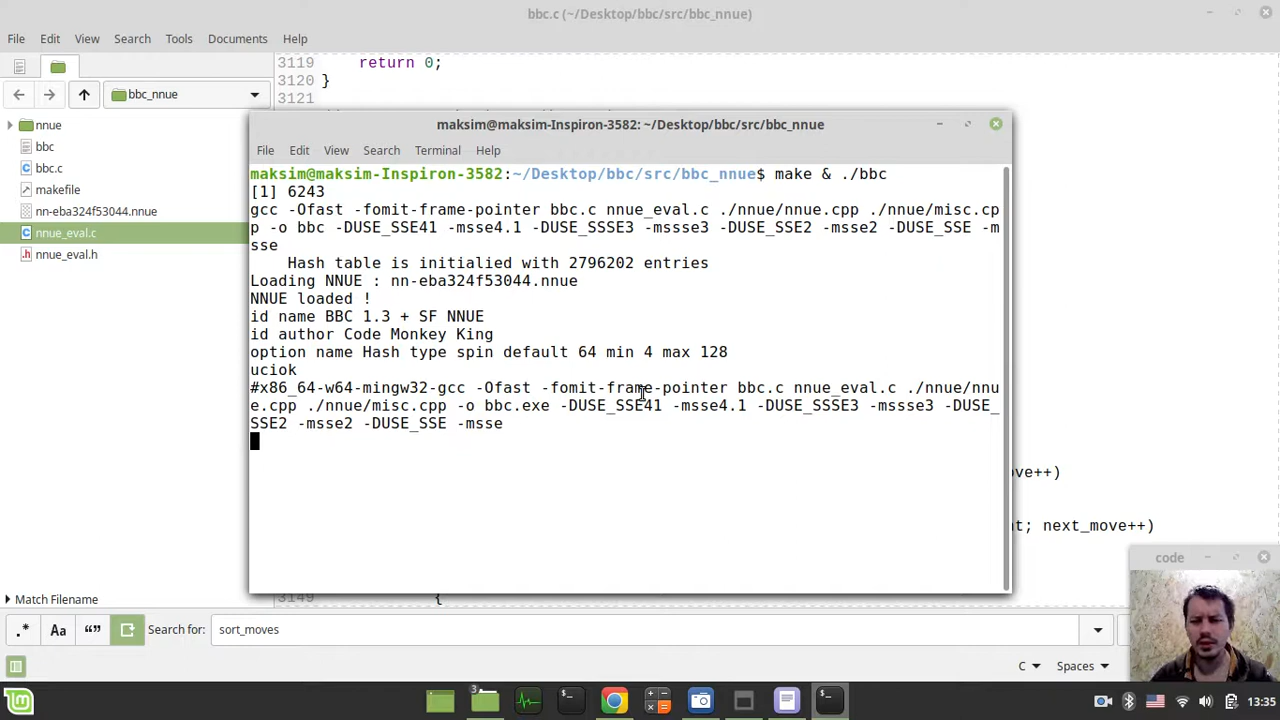 bbc.c (~/Desktop/bbc/src/bbc_nnue)
File Edit View Search Tools Documents Help
bbc_nnue
nnue
bbc
bbc.c
makefile
nn-eba324f53044.nnue
nnue_eval.c
nnue_eval.h
Match Filename
3119 return 0;
3120 }
3121
maksim@maksim-Inspiron-3582: ~/Desktop/bbc/src/bbc_nnue
File Edit View Search Terminal Help
maksim@maksim-Inspiron-3582:~/Desktop/bbc/src/bbc_nnue$ make & ./bbc
[1] 6243
gcc -Ofast -fomit-frame-pointer bbc.c nnue_eval.c ./nnue/nnue.cpp ./nnue/misc.cp
p -o bbc -DUSE_SSE41 -msse4.1 -DUSE_SSSE3 -mssse3 -DUSE_SSE2 -msse2 -DUSE_SSE -m
sse
Hash table is initialied with 2796202 entries
Loading NNUE : nn-eba324f53044.nnue
NNUE loaded !
id name BBC 1.3 + SF NNUE
id author Code Monkey King
option name Hash type spin default 64 min 4 max 128
uciok
#x86_64-w64-mingw32-gcc -Ofast -fomit-frame-pointer bbc.c nnue_eval.c ./nnue/nnu
e.cpp ./nnue/misc.cpp -o bbc.exe -DUSE_SSE41 -msse4.1 -DUSE_SSSE3 -mssse3 -DUSE_
SSE2 -msse2 -DUSE_SSE -msse
ove++)
nt; next_move++)
3149 {
code
.* Aa “” Search for: sort_moves
C Spaces
3
13:35